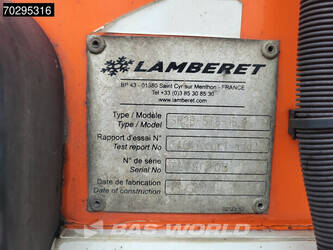 70295316
LAMBERET
BP 43 - 01380 Saint Cyr sur Menthon - FRANCE
Tel +33 (0)3 85 30 85 30
www.lamberet.com
Type / Modèle
Type / Model
Rapport d'essai N°
Test report No
N° de série
Serial No
Date de fabrication
Date of construction
BAS WORLD